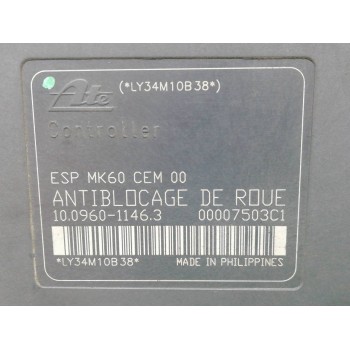 Ate (*LY34M10B38*)
Controller
ESP MK60 CEM 00
ANTIBLOCAGE DE ROUE
10.0960-1146.3 00007503C1
*LY34M10B38* MADE IN PHILIPPINES